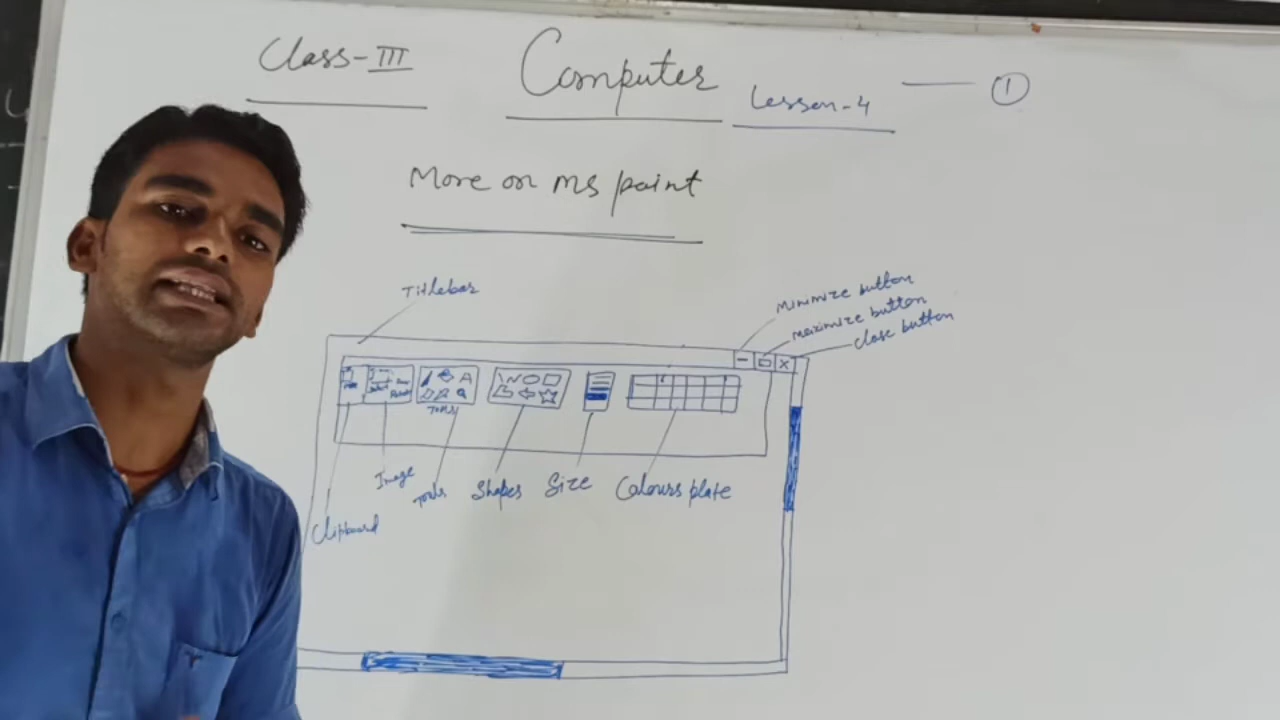 Class-III
Computer
Lesson-4
1
More on ms paint
Titlebar
minimize button
maximize button
close button
A
Tools
X
Image
Tools
Shapes
Size
Colours plate
Clipboard